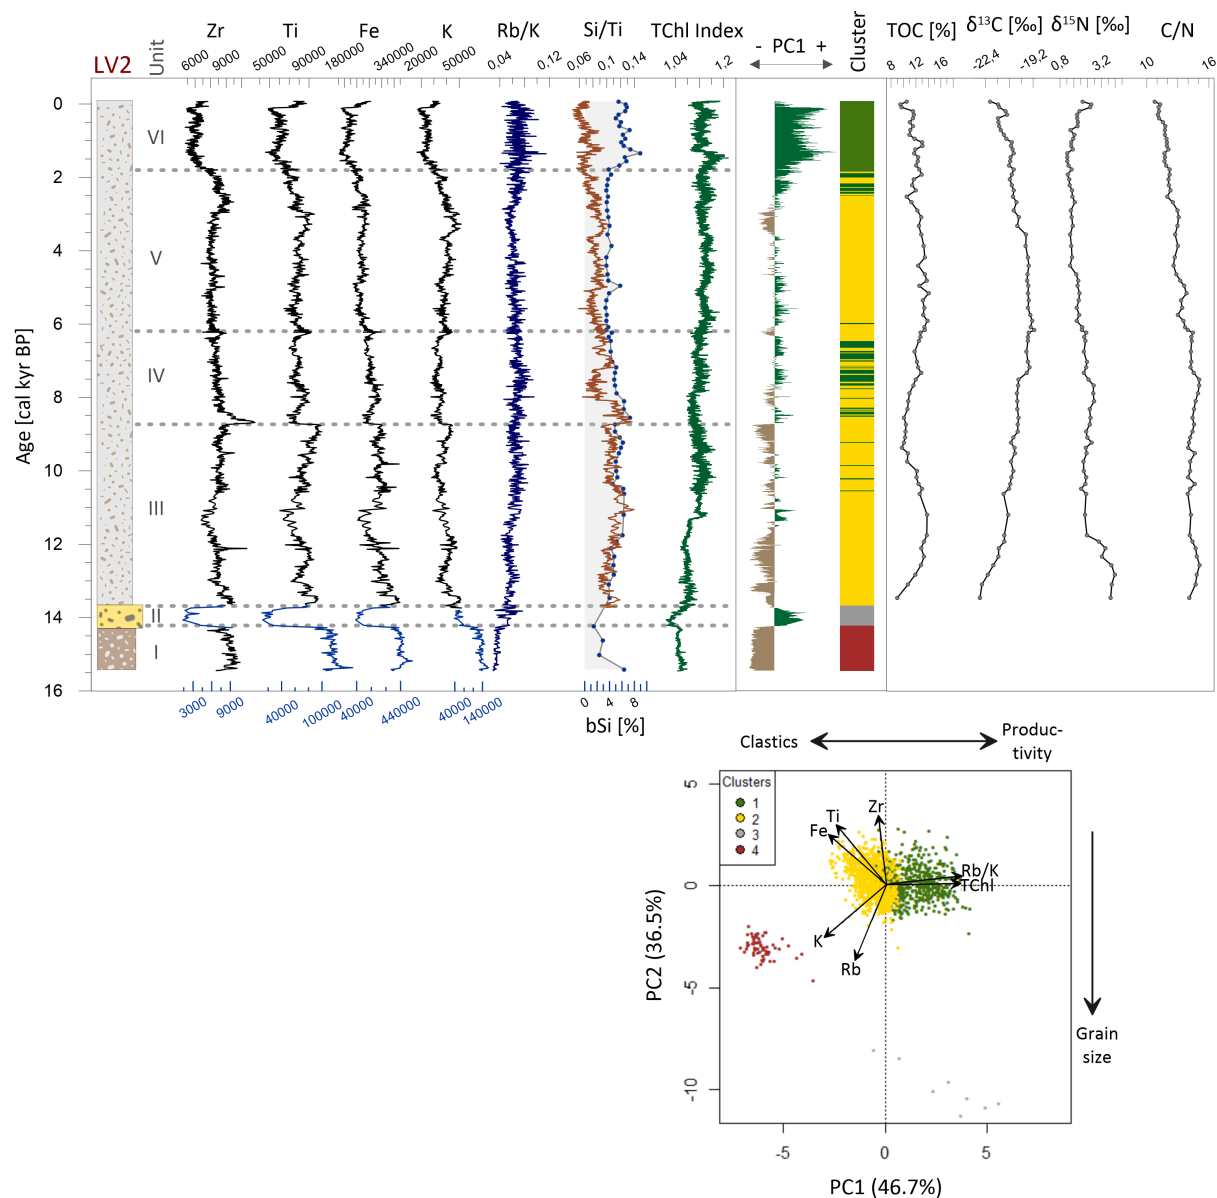 Zr Ti Fe K Rb/K Si/Ti TChl Index - PC1 + Cluster TOC [%] δ¹³C [‰] δ¹⁵N [‰] C/N
LV2 Unit
6000 9000 50000 90000 180000 340000 20000 50000 0.04 0.12 0.06 0.1 0.14 1.04 1.2 8 12 16 -22.4 -19.2 0.8 3.2 10 16
Age [cal kyr BP]
0
VI
2
4
V
6
IV
8
10
III
12
14
II
I
16
3000 9000 40000 100000 40000 440000 40000 140000 0 4 8
bSi [%]
Clastics
Produc-
tivity
Clusters
1
2
3
4
Zr
Ti
Fe
Rb/K
TChl
K
Rb
5
0
-5
-10
PC2 (36.5%)
Grain
size
-5 0 5
PC1 (46.7%)